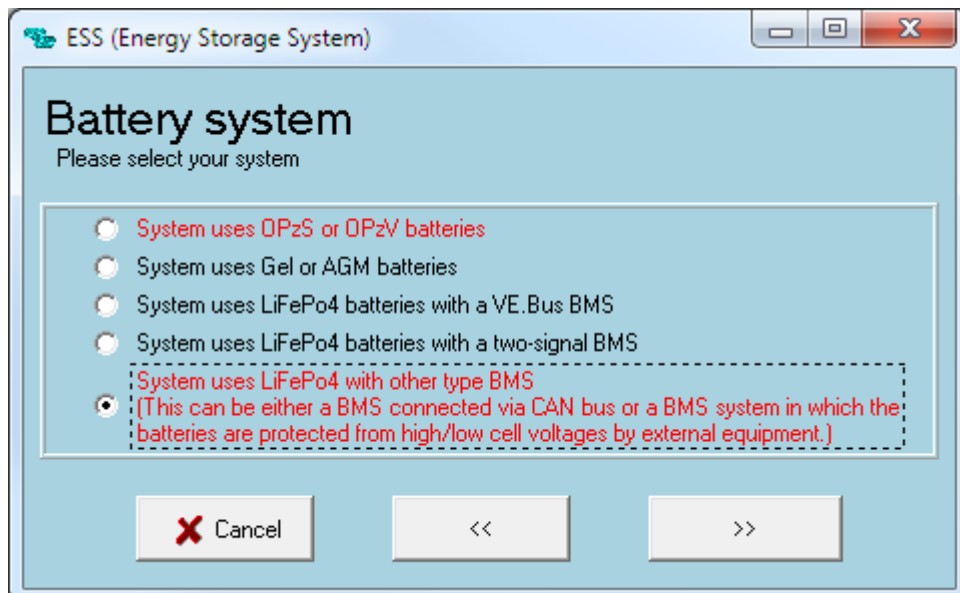 ESS (Energy Storage System)
Battery system
Please select your system
System uses OPzS or OPzV batteries
System uses Gel or AGM batteries
System uses LiFePo4 batteries with a VE.Bus BMS
System uses LiFePo4 batteries with a two-signal BMS
System uses LiFePo4 with other type BMS
(This can be either a BMS connected via CAN bus or a BMS system in which the
batteries are protected from high/low cell voltages by external equipment.)
Cancel
<<
>>